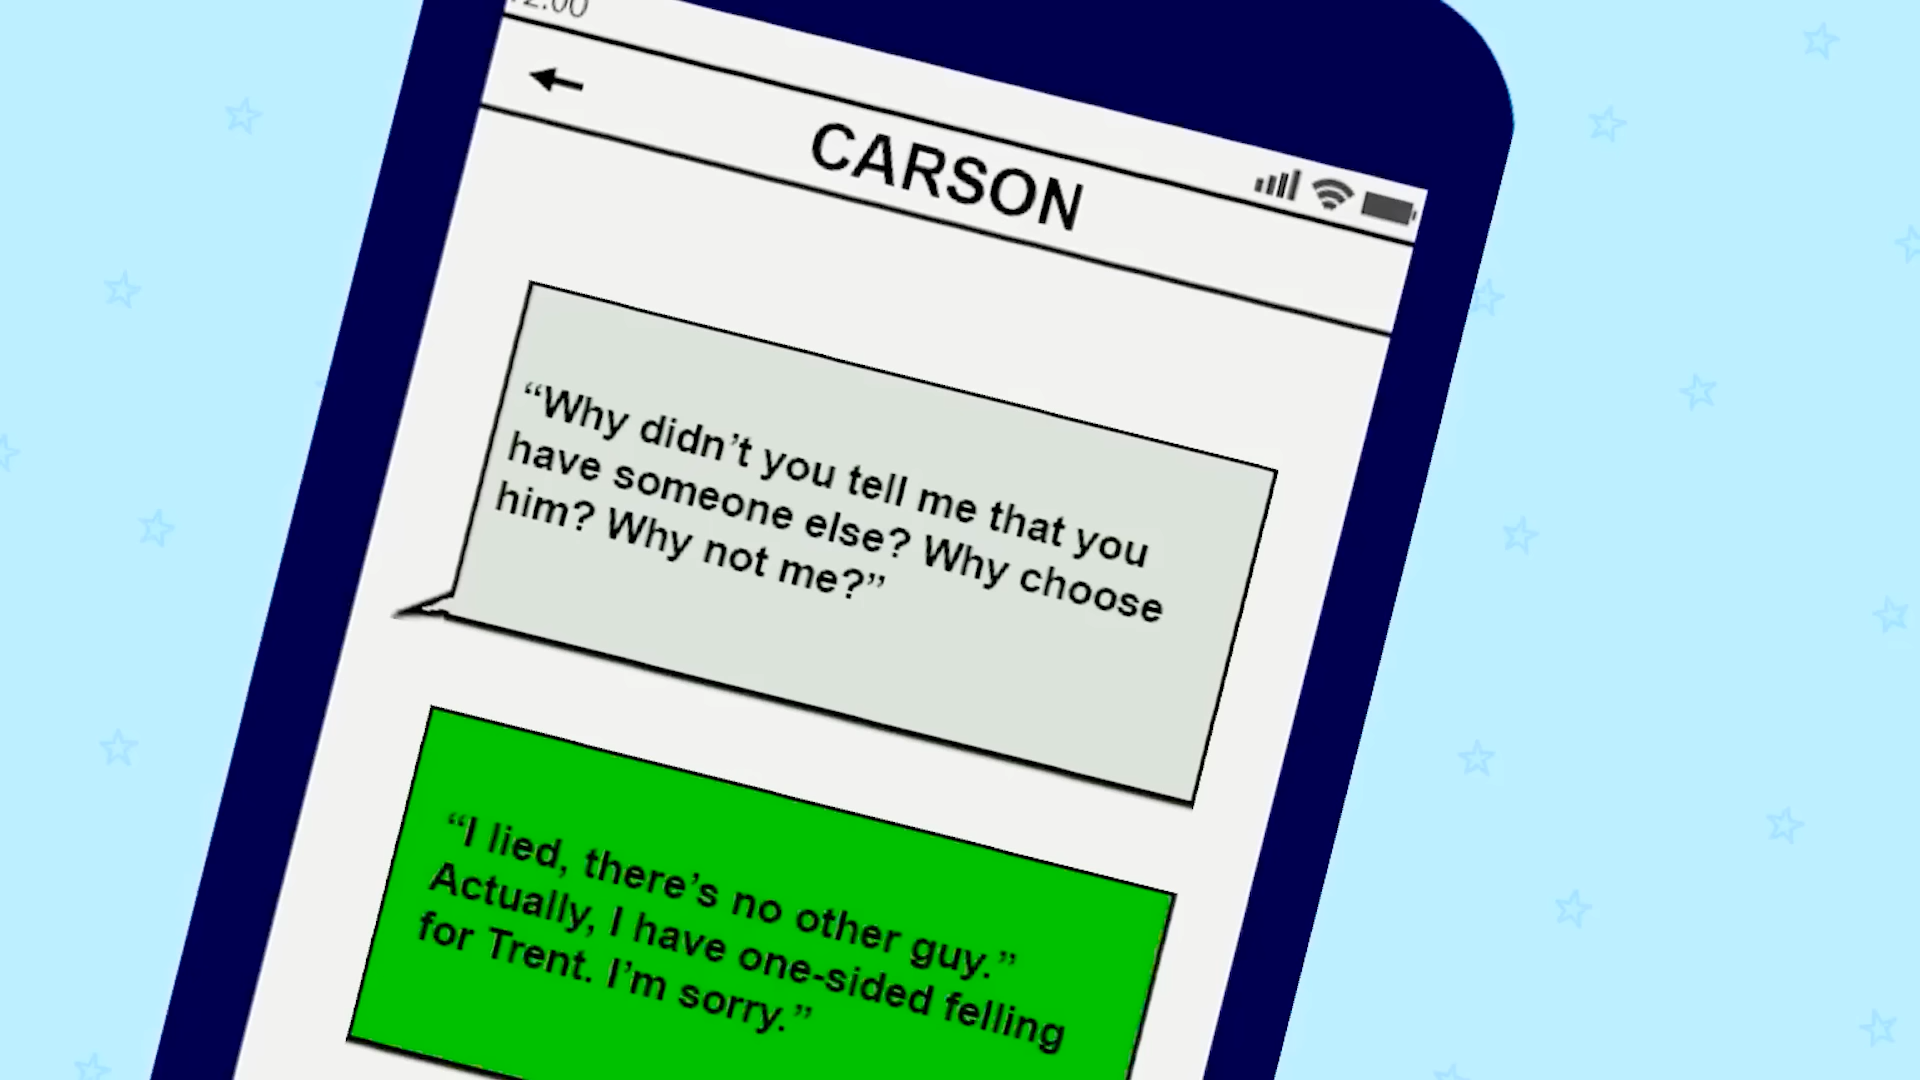 CARSON
“Why didn’t you tell me that you
have someone else? Why choose
him? Why not me?”
“I lied, there’s no other guy.”
Actually, I have one-sided felling
for Trent. I’m sorry.”